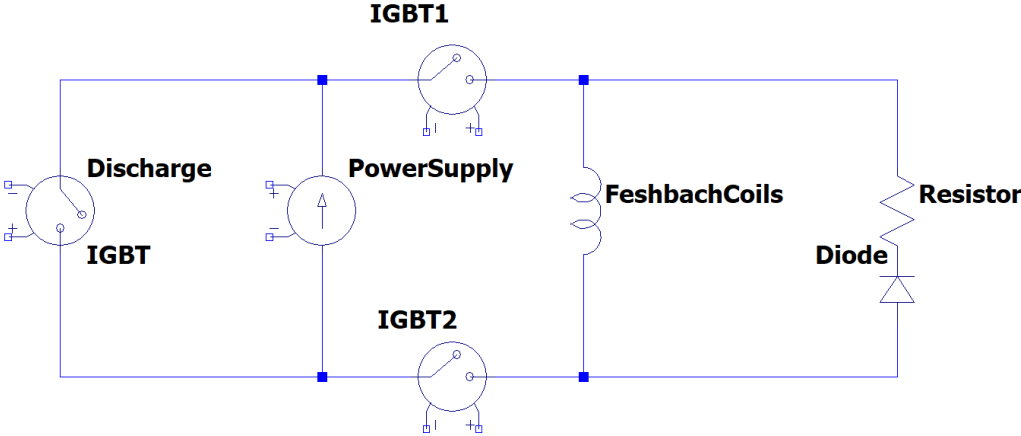 IGBT1
Discharge
IGBT
PowerSupply
FeshbachCoils
Resistor
Diode
IGBT2